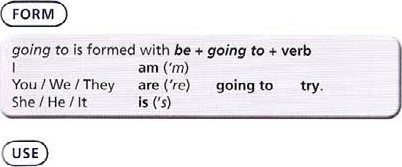 FORM
going to is formed with be + going to + verb
I am ('m)
You / We / They are ('re) going to try.
She / He / It is ('s)
USE